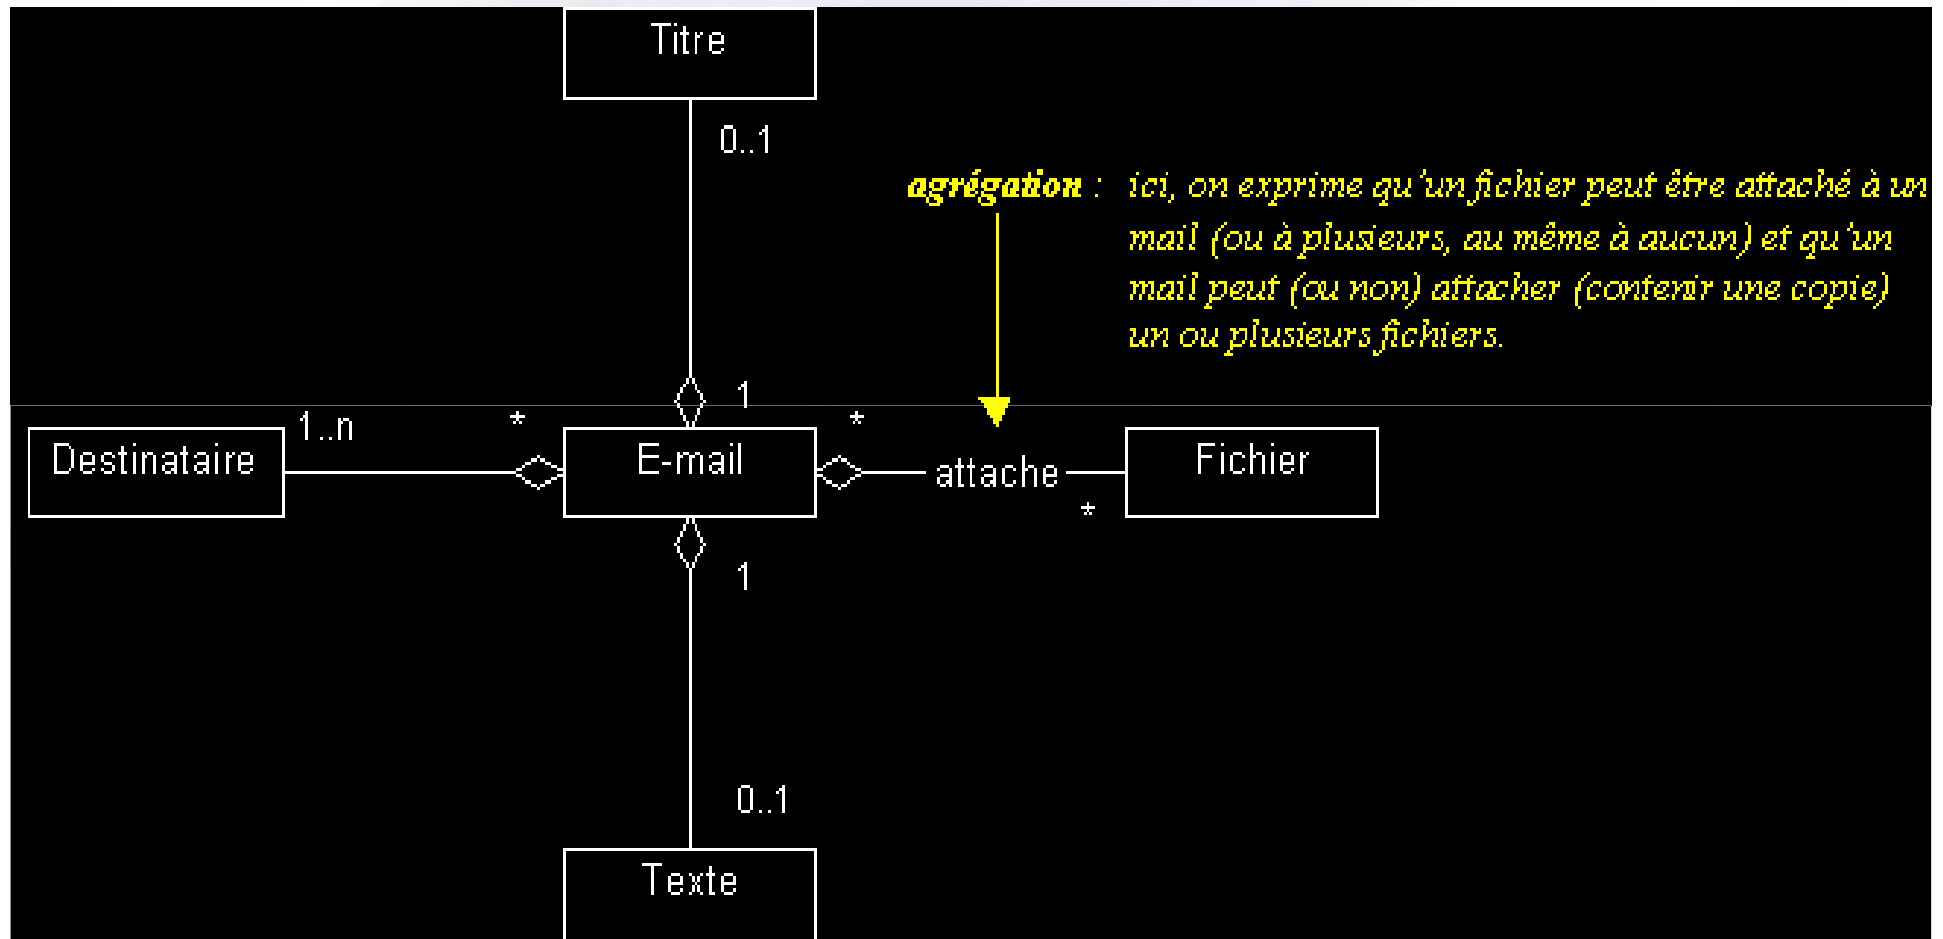 Titre
0..1
agrégation : ici, on exprime qu'un fichier peut être attaché à un
mail (ou à plusieurs, au même à aucun) et qu'un
mail peut (ou non) attacher (contenir une copie)
un ou plusieurs fichiers.
1
1..n
*
*
Destinataire
E-mail
attache
Fichier
*
1
0..1
Texte